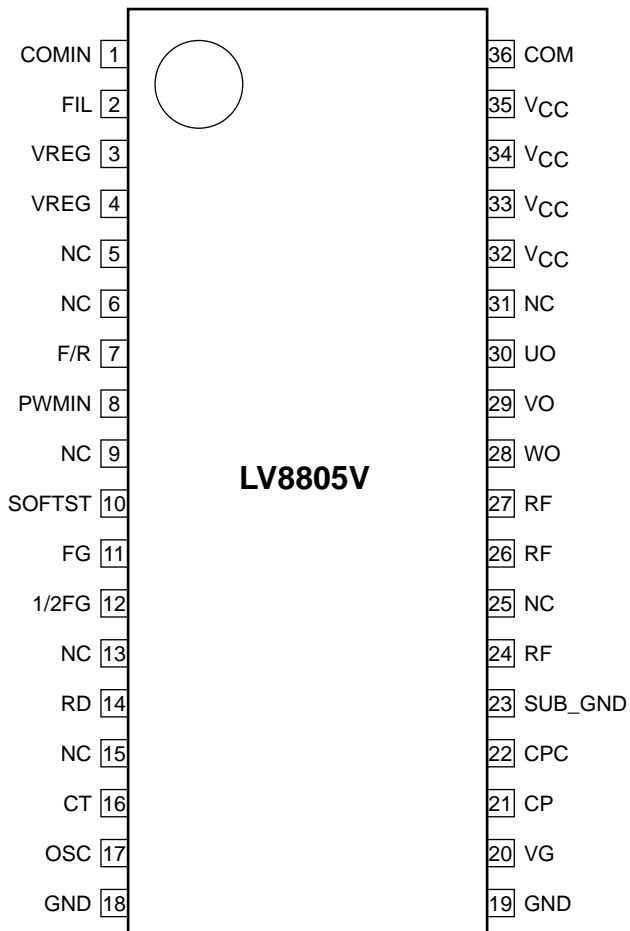 COMIN 1 36 COM
FIL 2 35 VCC
VREG 3 34 VCC
VREG 4 33 VCC
NC 5 32 VCC
NC 6 31 NC
F/R 7 30 UO
PWMIN 8 29 VO
NC 9 28 WO
LV8805V
SOFTST 10 27 RF
FG 11 26 RF
1/2FG 12 25 NC
NC 13 24 RF
RD 14 23 SUB_GND
NC 15 22 CPC
CT 16 21 CP
OSC 17 20 VG
GND 18 19 GND